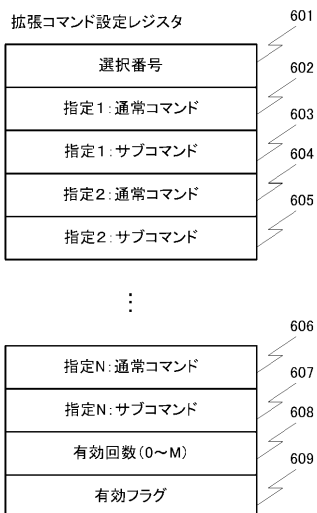 拡張コマンド設定レジスタ
601
選択番号
602
指定1:通常コマンド
603
指定1:サブコマンド
604
指定2:通常コマンド
605
指定2:サブコマンド
⋮
606
指定N:通常コマンド
607
指定N:サブコマンド
608
有効回数(0～M)
609
有効フラグ